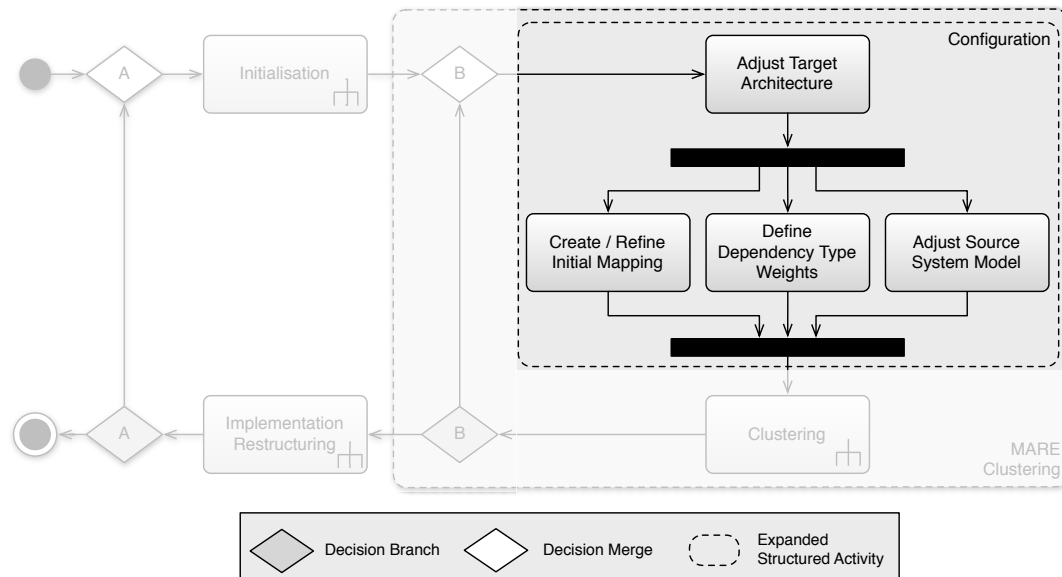 Configuration
A
Initialisation
B
Adjust Target
Architecture
Create / Refine
Initial Mapping
Define
Dependency Type
Weights
Adjust Source
System Model
A
Implementation
Restructuring
B
Clustering
MARE
Clustering
Decision Branch
Decision Merge
Expanded
Structured Activity